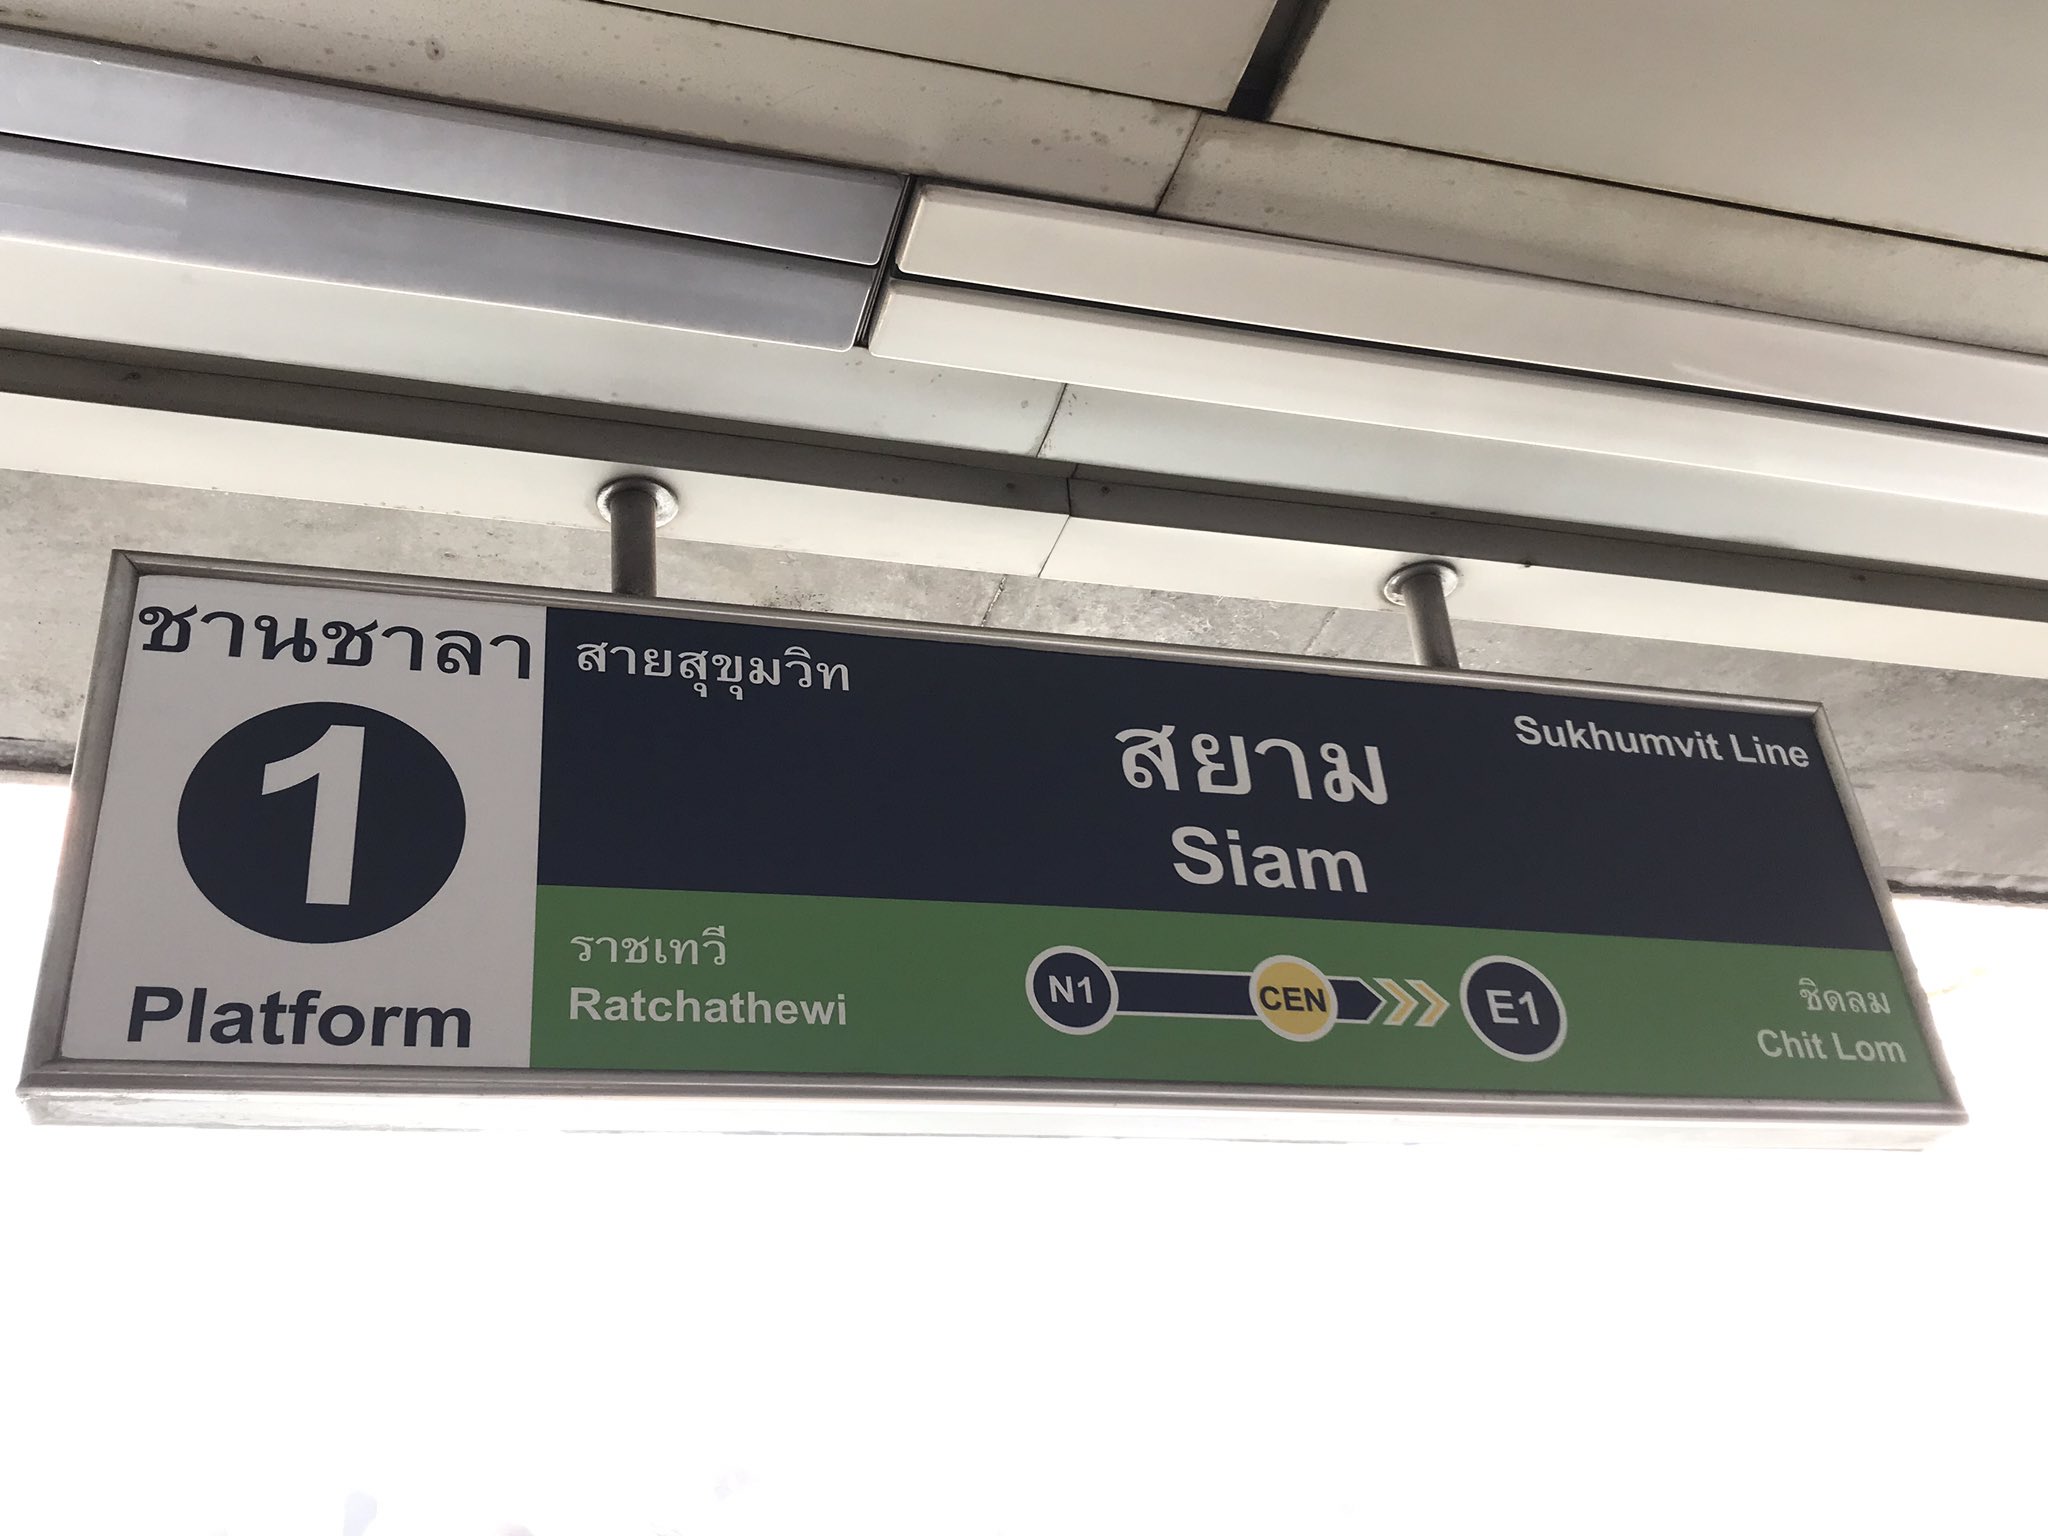 ชานชาลา
1
Platform
สายสุขุมวิท
Sukhumvit Line
สยาม
Siam
ราชเทวี
Ratchathewi
N1
CEN
E1
ชิดลม
Chit Lom